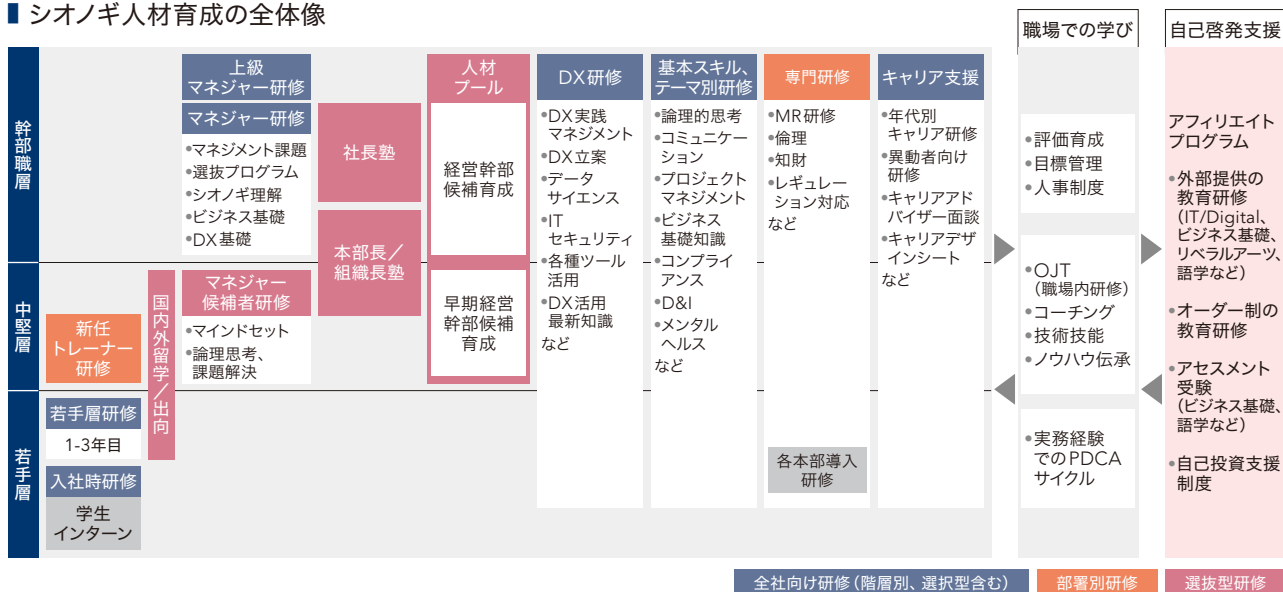 シオノギ人材育成の全体像
職場での学び
自己啓発支援
幹部職層
中堅層
若手層
上級
マネジャー研修
マネジャー研修
•マネジメント課題
•選抜プログラム
•シオノギ理解
•ビジネス基礎
•DX基礎
マネジャー
候補者研修
•マインドセット
•論理思考、
課題解決
新任
トレーナー
研修
国内外留学/出向
若手層研修
1-3年目
入社時研修
学生
インターン
社長塾
本部長/
組織長塾
人材
プール
経営幹部
候補育成
早期経営
幹部候補
育成
DX研修
•DX実践
マネジメント
•DX立案
•データ
サイエンス
•IT
セキュリティ
•各種ツール
活用
•DX活用
最新知識
など
基本スキル、
テーマ別研修
•論理的思考
•コミュニケー
ション
•プロジェクト
マネジメント
•ビジネス
基礎知識
•コンプライ
アンス
•D&I
•メンタル
ヘルス
など
専門研修
•MR研修
•倫理
•知財
•レギュレー
ション対応
など
各本部導入
研修
キャリア支援
•年代別
キャリア研修
•異動者向け
研修
•キャリアアド
バイザー面談
•キャリアデザ
インシート
など
•評価育成
•目標管理
•人事制度
•OJT
(職場内研修)
•コーチング
•技術技能
•ノウハウ伝承
•実務経験
でのPDCA
サイクル
アフィリエイト
プログラム
•外部提供の
教育研修
(IT/Digital、
ビジネス基礎、
リベラルアーツ、
語学など)
•オーダー制の
教育研修
•アセスメント
受験
(ビジネス基礎、
語学など)
•自己投資支援
制度
全社向け研修(階層別、選択型含む)
部署別研修
選抜型研修